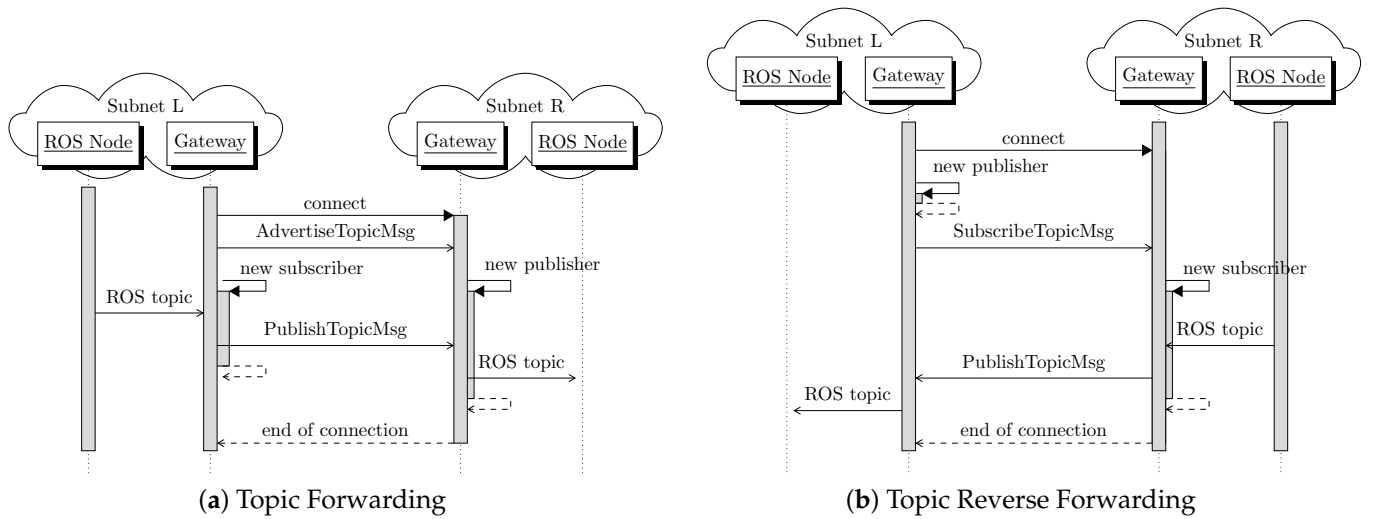 Subnet L
ROS Node
Gateway
Subnet R
Gateway
ROS Node
connect
AdvertiseTopicMsg
new subscriber
new publisher
ROS topic
PublishTopicMsg
ROS topic
end of connection
(a) Topic Forwarding
Subnet L
ROS Node
Gateway
Subnet R
Gateway
ROS Node
connect
new publisher
SubscribeTopicMsg
new subscriber
ROS topic
PublishTopicMsg
ROS topic
end of connection
(b) Topic Reverse Forwarding